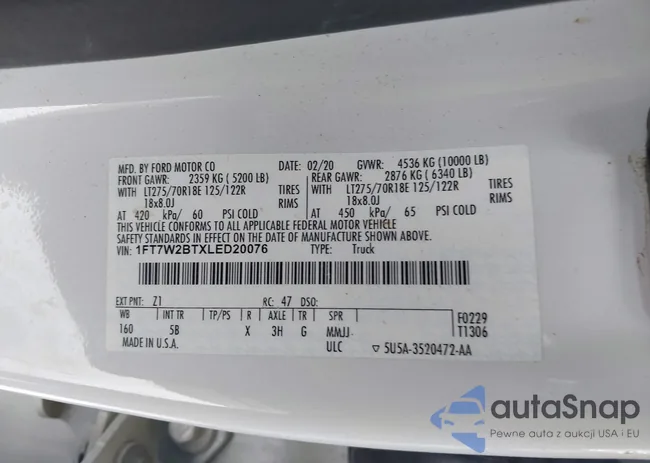 MFD. BY FORD MOTOR CO DATE: 02/20 GVWR: 4536 KG (10000 LB)
FRONT GAWR: 2359 KG ( 5200 LB) REAR GAWR: 2876 KG ( 6340 LB)
WITH LT275/70R18E 125/122R TIRES WITH LT275/70R18E 125/122R TIRES
18x8.0J RIMS 18x8.0J RIMS
AT 420 kPa/ 60 PSI COLD AT 450 kPa/ 65 PSI COLD
THIS VEHICLE CONFORMS TO ALL APPLICABLE FEDERAL MOTOR VEHICLE
SAFETY STANDARDS IN EFFECT ON THE DATE OF MANUFACTURE SHOWN ABOVE.
VIN: 1FT7W2BTXLED20076 TYPE: Truck
EXT PNT: Z1 RC: 47 DSO: F0229
WB INT TR TP/PS R AXLE TR SPR T1306
160 5B X 3H G MMJJ
MADE IN U.S.A. ULC ▽ 5U5A-3520472-AA
autaSnap
Pewne auta z aukcji USA i EU